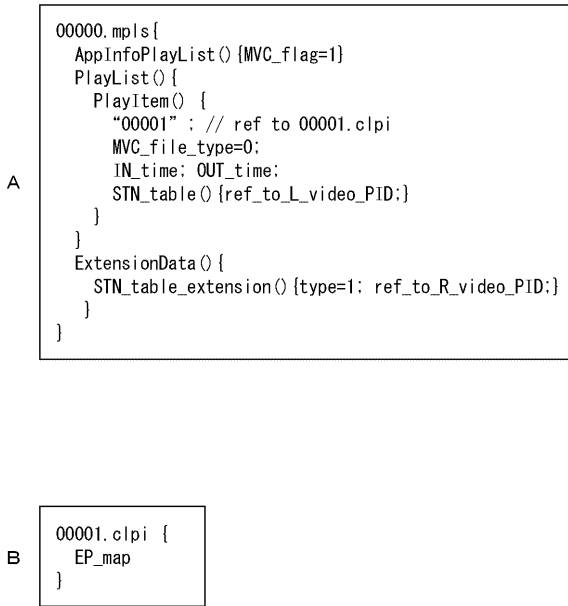 00000.mpls{
AppInfoPlayList(){MVC_flag=1}
PlayList(){
PlayItem() {
“00001” ; // ref to 00001.clpi
MVC_file_type=0;
IN_time; OUT_time;
STN_table(){ref_to_L_video_PID;}
}
}
ExtensionData(){
STN_table_extension(){type=1; ref_to_R_video_PID;}
}
}
A
00001.clpi {
EP_map
}
B